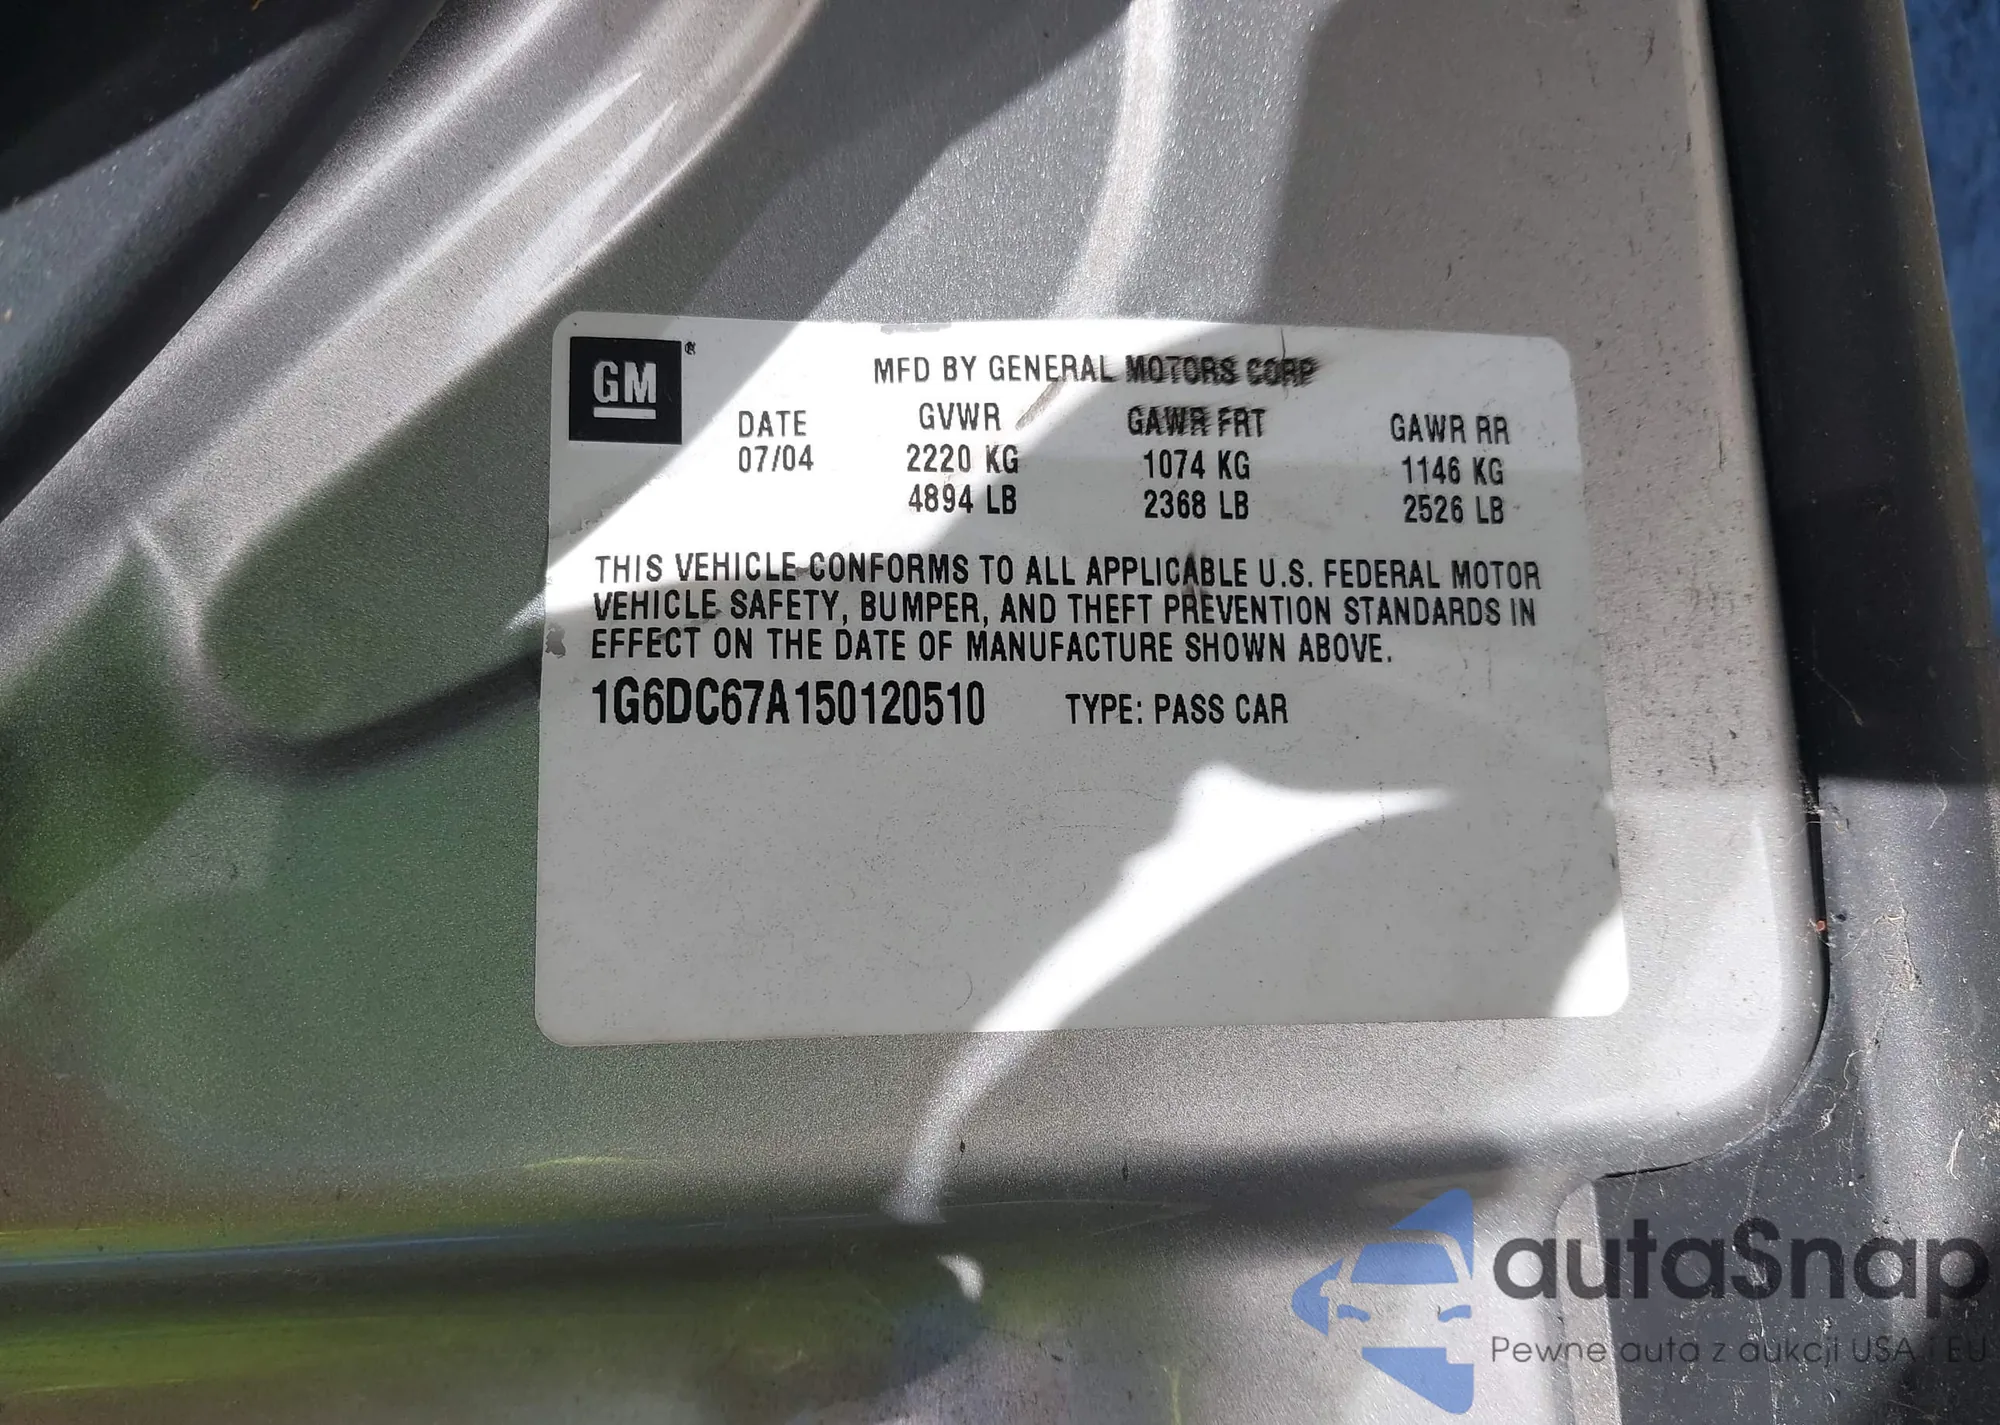 GM®
MFD BY GENERAL MOTORS CORP
DATE GVWR GAWR FRT GAWR RR
07/04 2220 KG 1074 KG 1146 KG
4894 LB 2368 LB 2526 LB
THIS VEHICLE CONFORMS TO ALL APPLICABLE U.S. FEDERAL MOTOR
VEHICLE SAFETY, BUMPER, AND THEFT PREVENTION STANDARDS IN
EFFECT ON THE DATE OF MANUFACTURE SHOWN ABOVE.
1G6DC67A150120510 TYPE: PASS CAR
autaSnap
Pewne auta z aukcji USA i EU